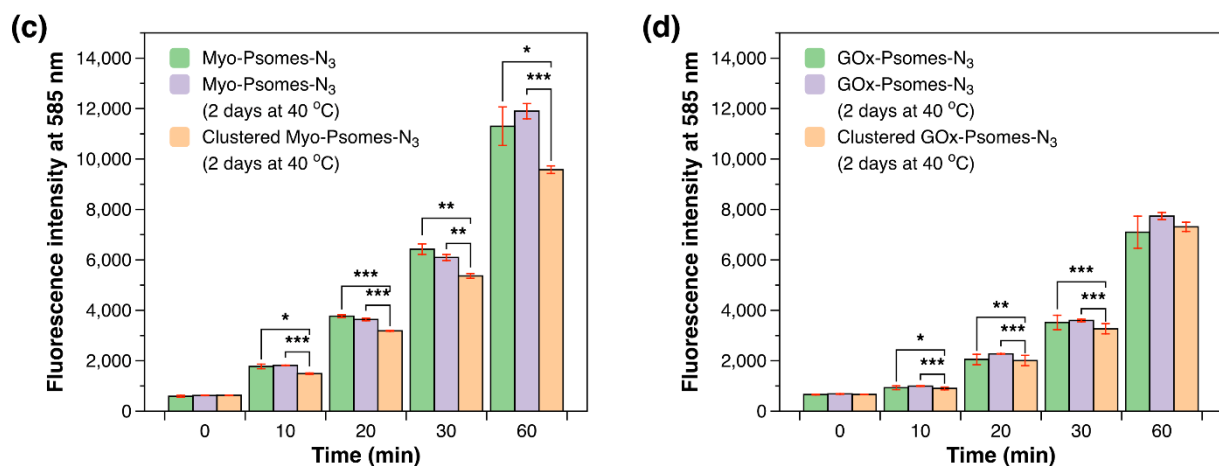 (c)
Fluorescence intensity at 585 nm
14,000
12,000
10,000
8,000
6,000
4,000
2,000
0
Myo-Psomes-N₃
Myo-Psomes-N₃
(2 days at 40 °C)
Clustered Myo-Psomes-N₃
(2 days at 40 °C)
*
***
**
**
***
***
*
***
0 10 20 30 60
Time (min)
(d)
Fluorescence intensity at 585 nm
14,000
12,000
10,000
8,000
6,000
4,000
2,000
0
GOx-Psomes-N₃
GOx-Psomes-N₃
(2 days at 40 °C)
Clustered GOx-Psomes-N₃
(2 days at 40 °C)
***
***
**
***
*
***
0 10 20 30 60
Time (min)